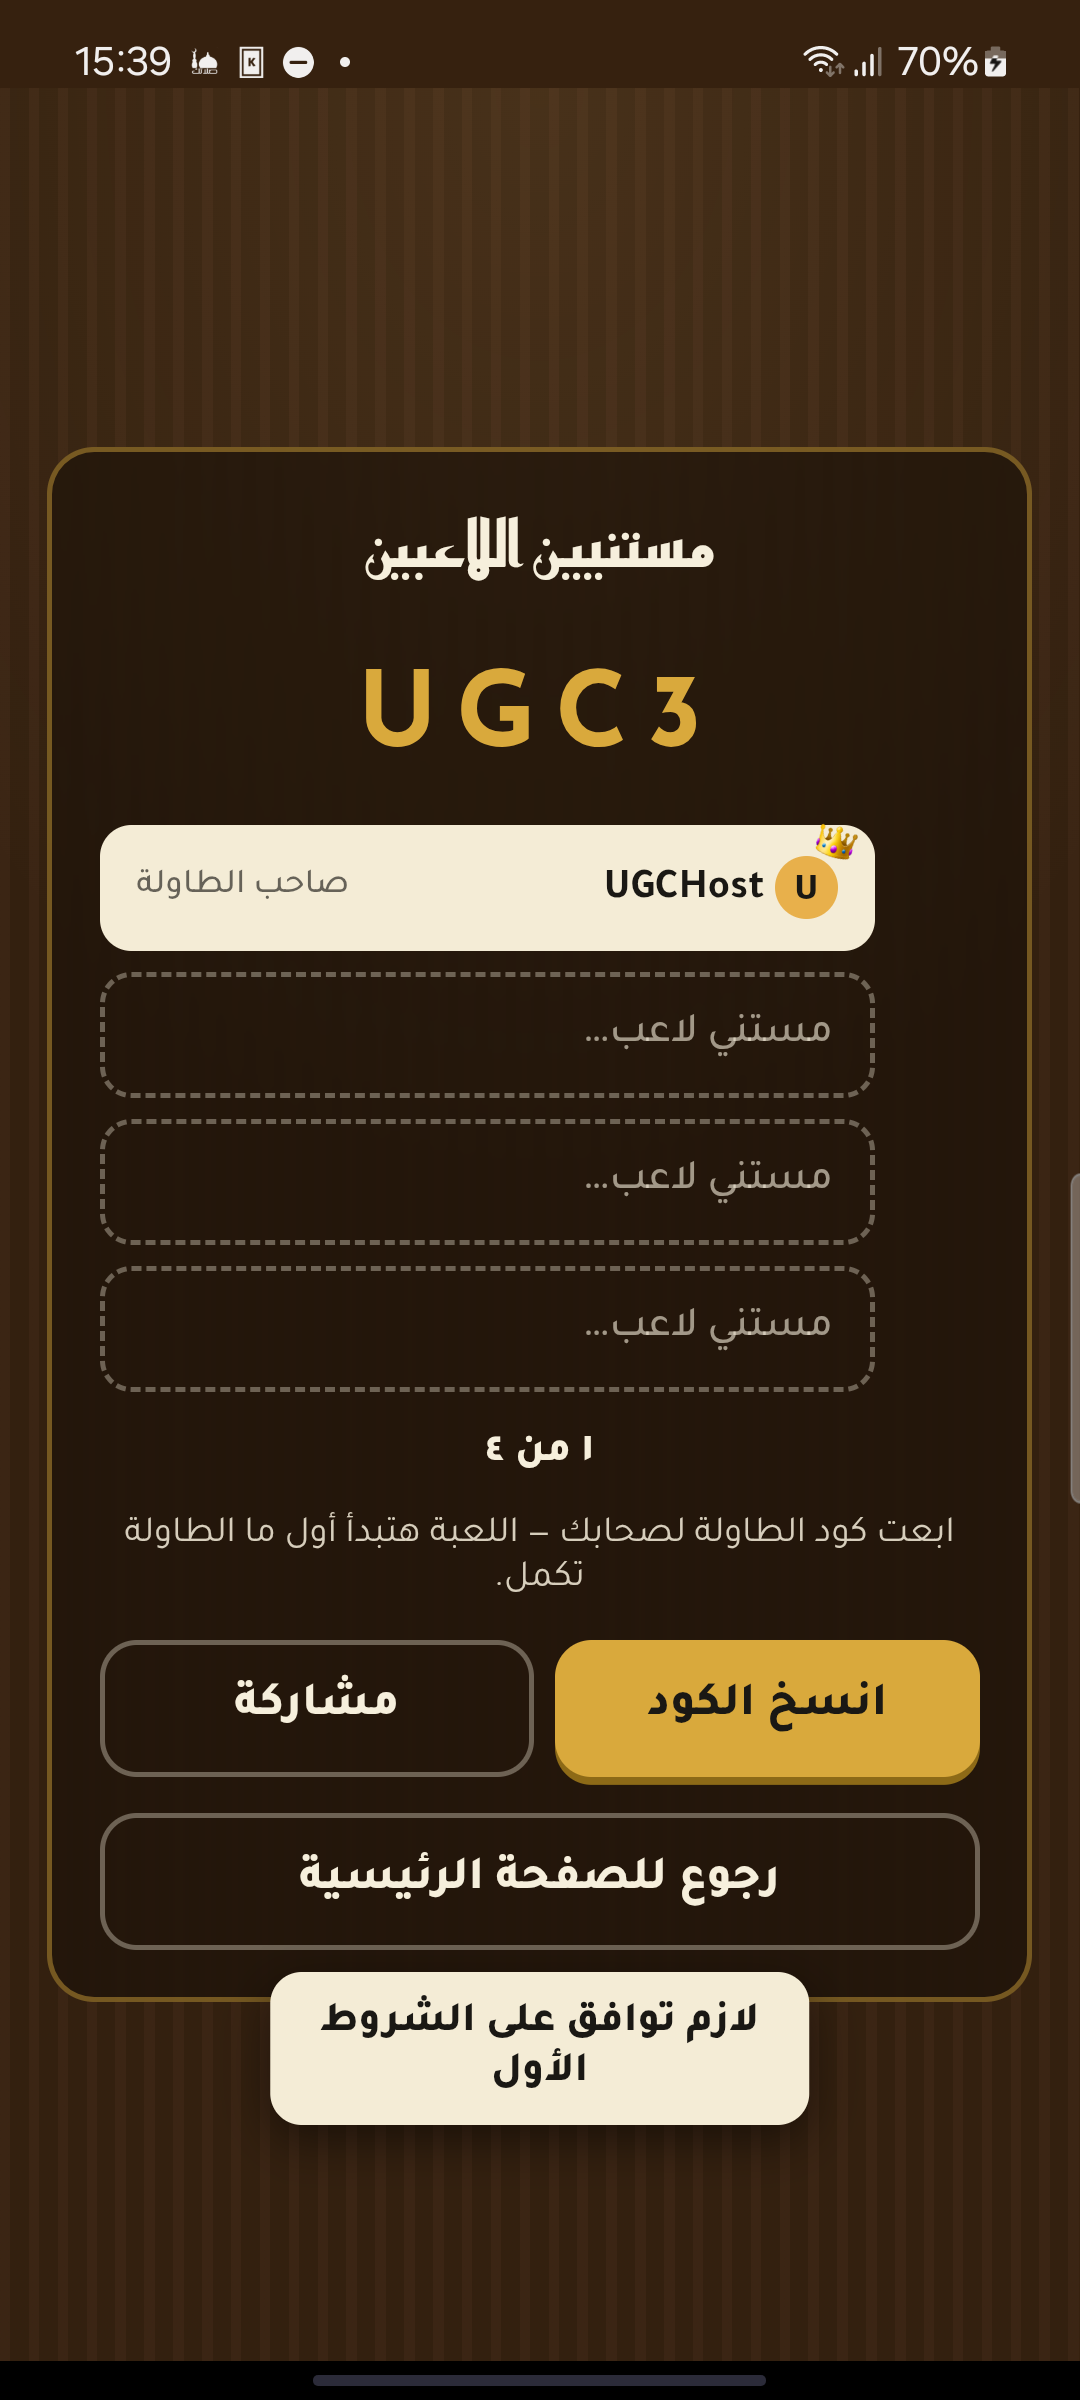 15:39
70%
مستنيين اللاعبين
UGC3
U UGCHost صاحب الطاولة
مستني لاعب...
مستني لاعب...
مستني لاعب...
١ من ٤
ابعت كود الطاولة لصحابك – اللعبة هتبدأ أول ما الطاولة
تكمل.
انسخ الكود
مشاركة
رجوع للصفحة الرئيسية
لازم توافق على الشروط
الأول